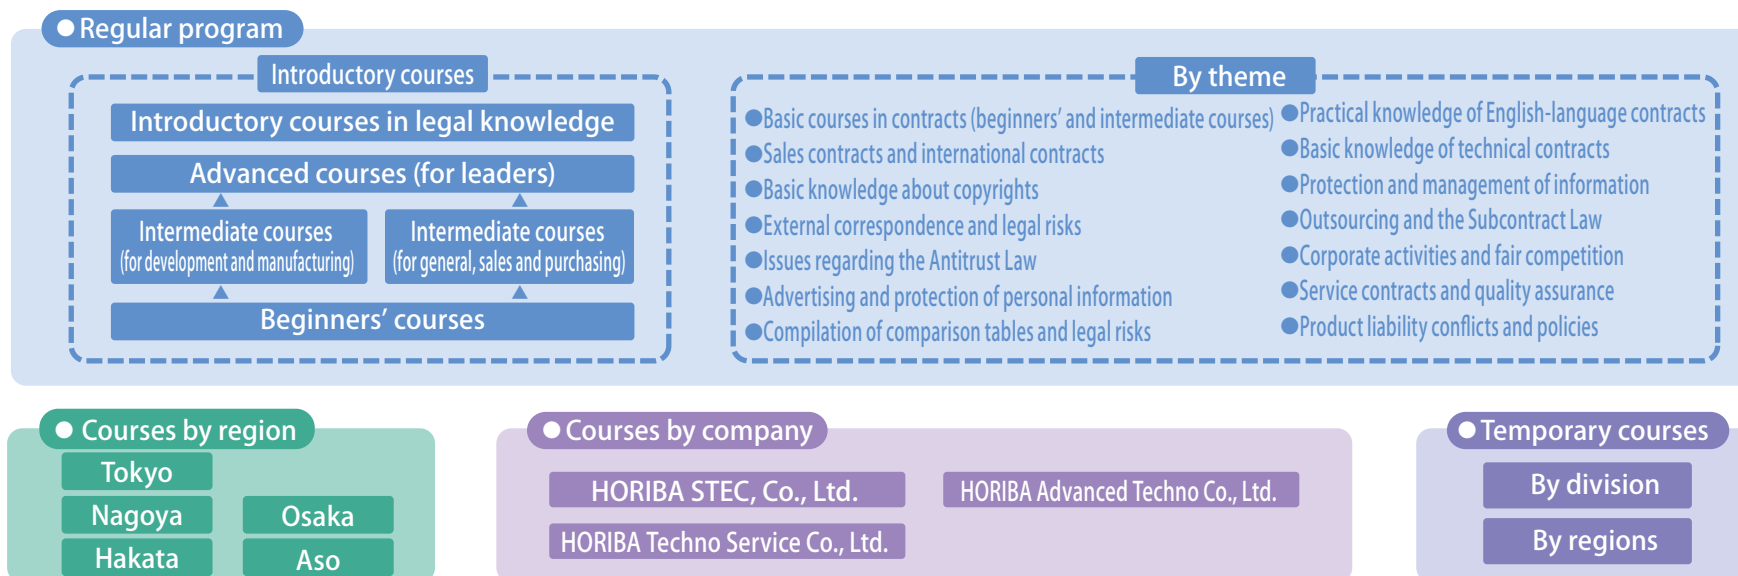 ● Regular program
Introductory courses
Introductory courses in legal knowledge
Advanced courses (for leaders)
Intermediate courses
(for development and manufacturing)
Intermediate courses
(for general, sales and purchasing)
Beginners’ courses
By theme
●Basic courses in contracts (beginners’ and intermediate courses)
●Sales contracts and international contracts
●Basic knowledge about copyrights
●External correspondence and legal risks
●Issues regarding the Antitrust Law
●Advertising and protection of personal information
●Compilation of comparison tables and legal risks
●Practical knowledge of English-language contracts
●Basic knowledge of technical contracts
●Protection and management of information
●Outsourcing and the Subcontract Law
●Corporate activities and fair competition
●Service contracts and quality assurance
●Product liability conflicts and policies
● Courses by region
Tokyo
Nagoya
Osaka
Hakata
Aso
● Courses by company
HORIBA STEC, Co., Ltd.
HORIBA Advanced Techno Co., Ltd.
HORIBA Techno Service Co., Ltd.
● Temporary courses
By division
By regions